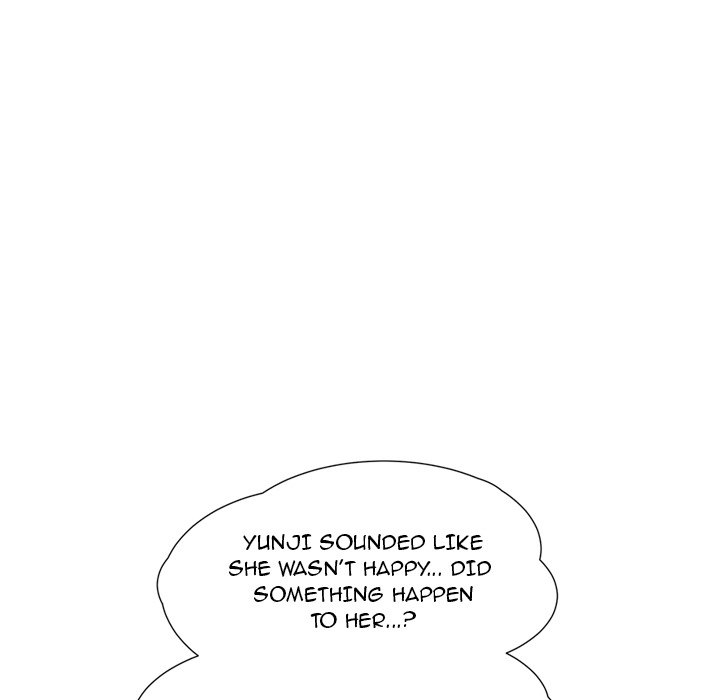 YUNJI SOUNDED LIKE
SHE WASN'T HAPPY... DID
SOMETHING HAPPEN
TO HER...?